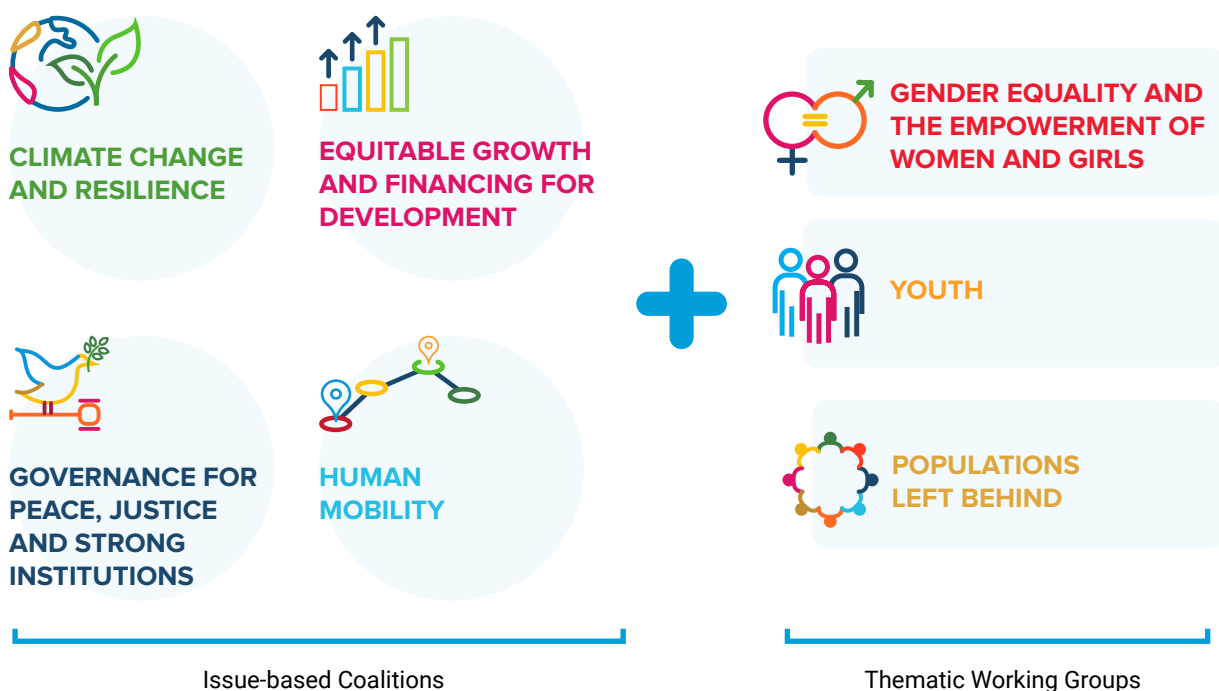 CLIMATE CHANGE
AND RESILIENCE
EQUITABLE GROWTH
AND FINANCING FOR
DEVELOPMENT
GOVERNANCE FOR
PEACE, JUSTICE
AND STRONG
INSTITUTIONS
HUMAN
MOBILITY
Issue-based Coalitions
GENDER EQUALITY AND
THE EMPOWERMENT OF
WOMEN AND GIRLS
YOUTH
POPULATIONS
LEFT BEHIND
Thematic Working Groups